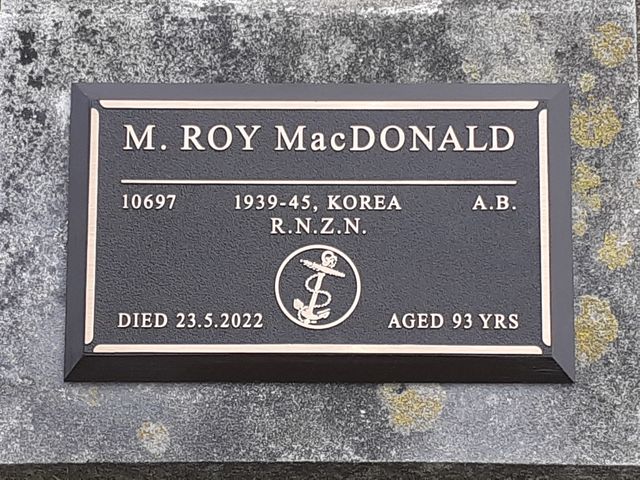 M. ROY MacDONALD
10697 1939-45, KOREA A.B.
R.N.Z.N.
DIED 23.5.2022 AGED 93 YRS